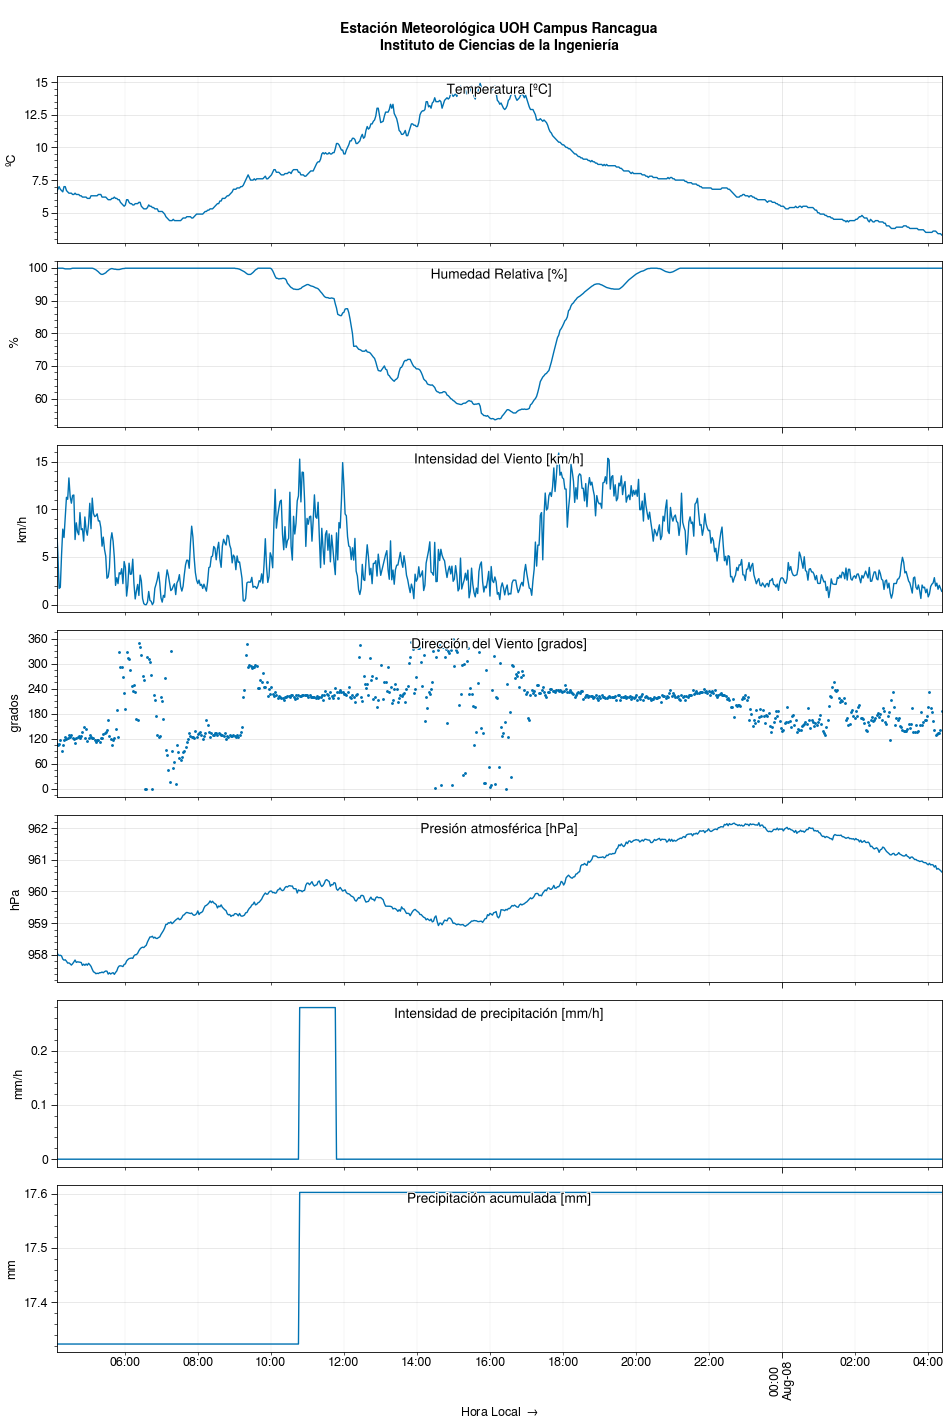 Estación Meteorológica UOH Campus Rancagua
Instituto de Ciencias de la Ingeniería
Temperatura [ºC]
ºC
15
12.5
10
7.5
5
Humedad Relativa [%]
%
100
90
80
70
60
Intensidad del Viento [km/h]
km/h
15
10
5
0
Dirección del Viento [grados]
grados
360
300
240
180
120
60
0
Presión atmosférica [hPa]
hPa
962
961
960
959
958
Intensidad de precipitación [mm/h]
mm/h
0.2
0.1
0
Precipitación acumulada [mm]
mm
17.6
17.5
17.4
06:00 08:00 10:00 12:00 14:00 16:00 18:00 20:00 22:00 00:00 02:00 04:00
Aug-08
Hora Local →